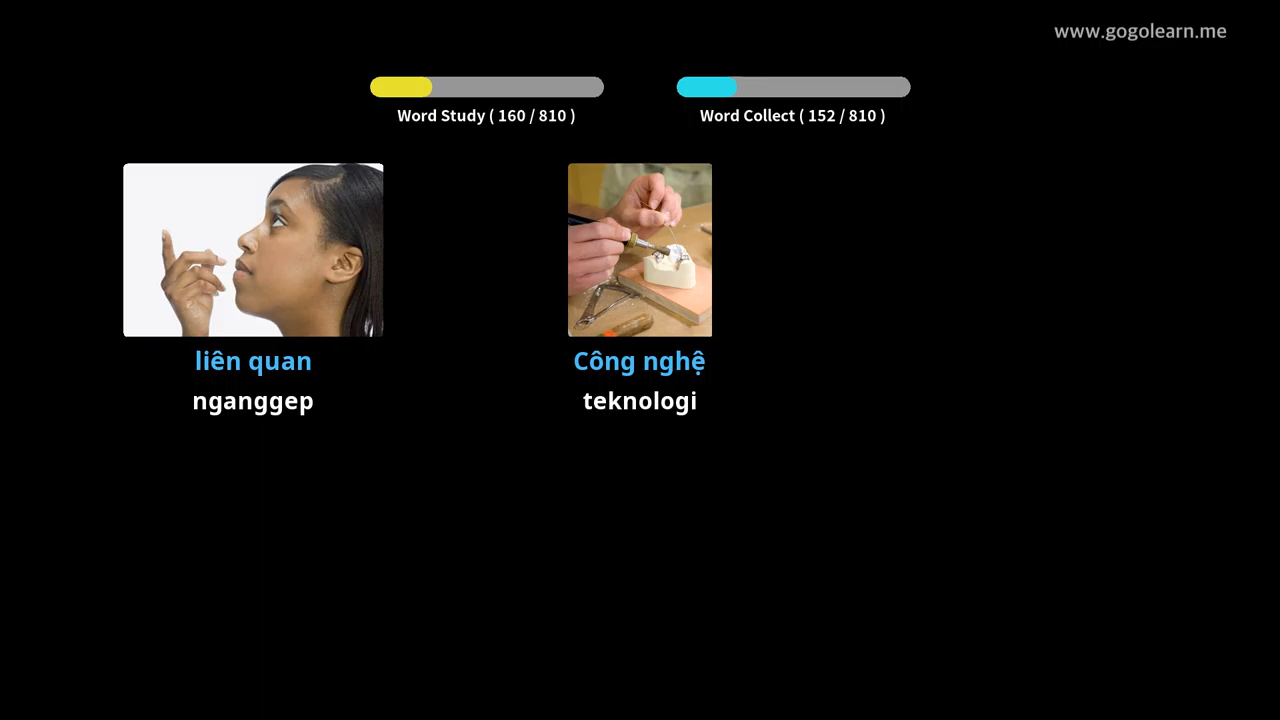 www.gogolearn.me
Word Study ( 160 / 810 )
Word Collect ( 152 / 810 )
liên quan
nganggep
Công nghệ
teknologi